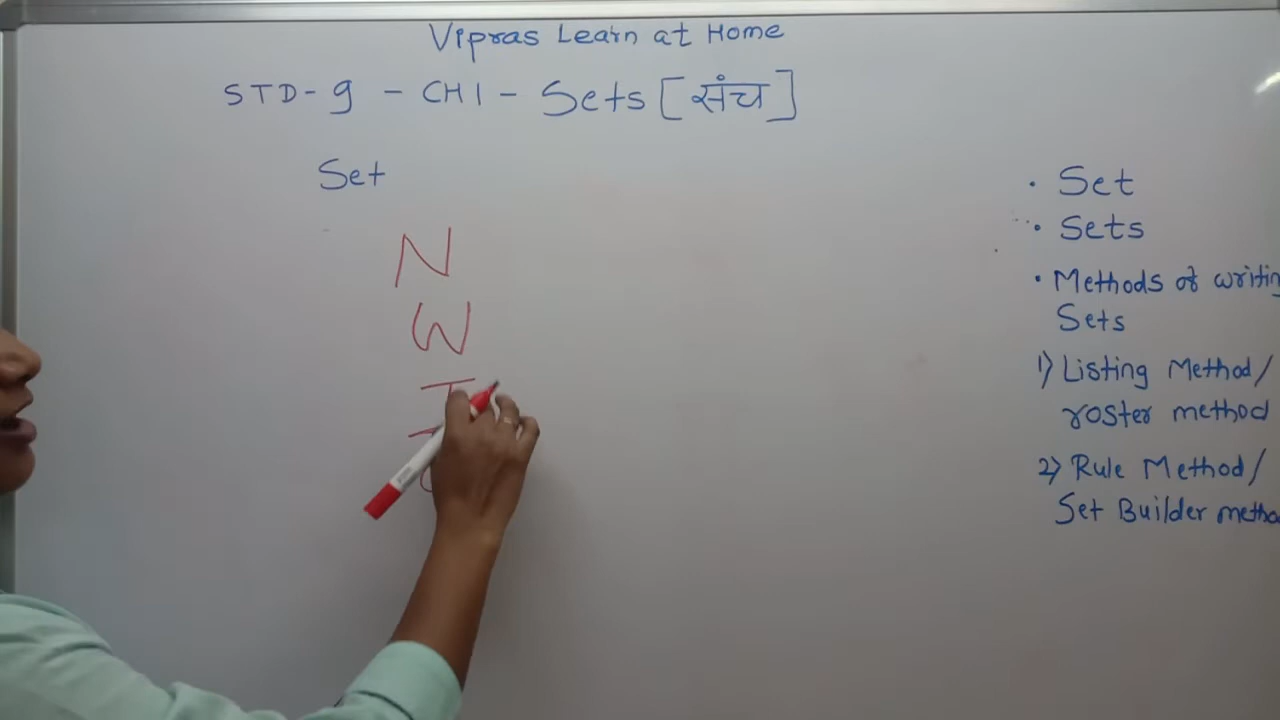 Vipras Learn at Home
STD- 9 - CH1 - Sets [संच]
Set
N
W
I
• Set
• Sets
• Methods of writing
Sets
1) Listing Method/
roster method
2) Rule Method/
Set Builder